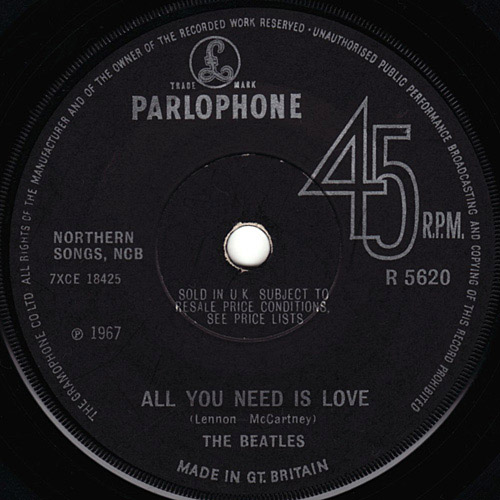 THE GRAMOPHONE CO LTD ALL RIGHTS OF THE MANUFACTURER AND OF THE OWNER OF THE RECORDED WORK RESERVED · UNAUTHORISED PUBLIC PERFORMANCE BROADCASTING AND COPYING OF THIS RECORD PROHIBITED
£
TRADE MARK
PARLOPHONE
45
R.P.M.
NORTHERN
SONGS, NCB
7XCE 18425
R 5620
SOLD IN U.K. SUBJECT TO
RESALE PRICE CONDITIONS,
SEE PRICE LISTS
℗ 1967
ALL YOU NEED IS LOVE
(Lennon - McCartney)
THE BEATLES
MADE IN GT. BRITAIN